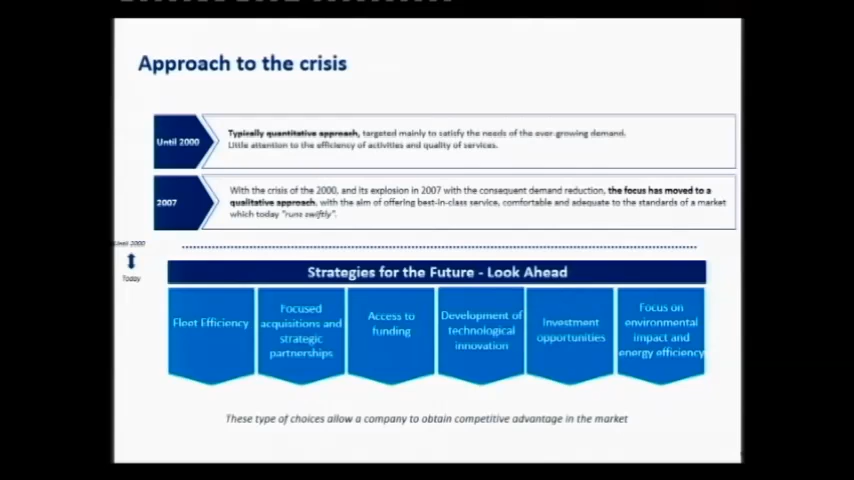 Approach to the crisis
Until 2000
Typically quantitative approach, targeted mainly to satisfy the needs of the ever-growing demand.
Little attention to the efficiency of activities and quality of services.
2007
With the crisis of the 2000, and its explosion in 2007 with the consequent demand reduction, the focus has moved to a
qualitative approach, with the aim of offering best-in-class service, comfortable and adequate to the standards of a market
which today "runs swiftly".
2000
Today
Strategies for the Future - Look Ahead
Fleet Efficiency
Focused
acquisitions and
strategic
partnerships
Access to
funding
Development of
technological
innovation
Investment
opportunities
Focus on
environmental
impact and
energy efficiency
These type of choices allow a company to obtain competitive advantage in the market